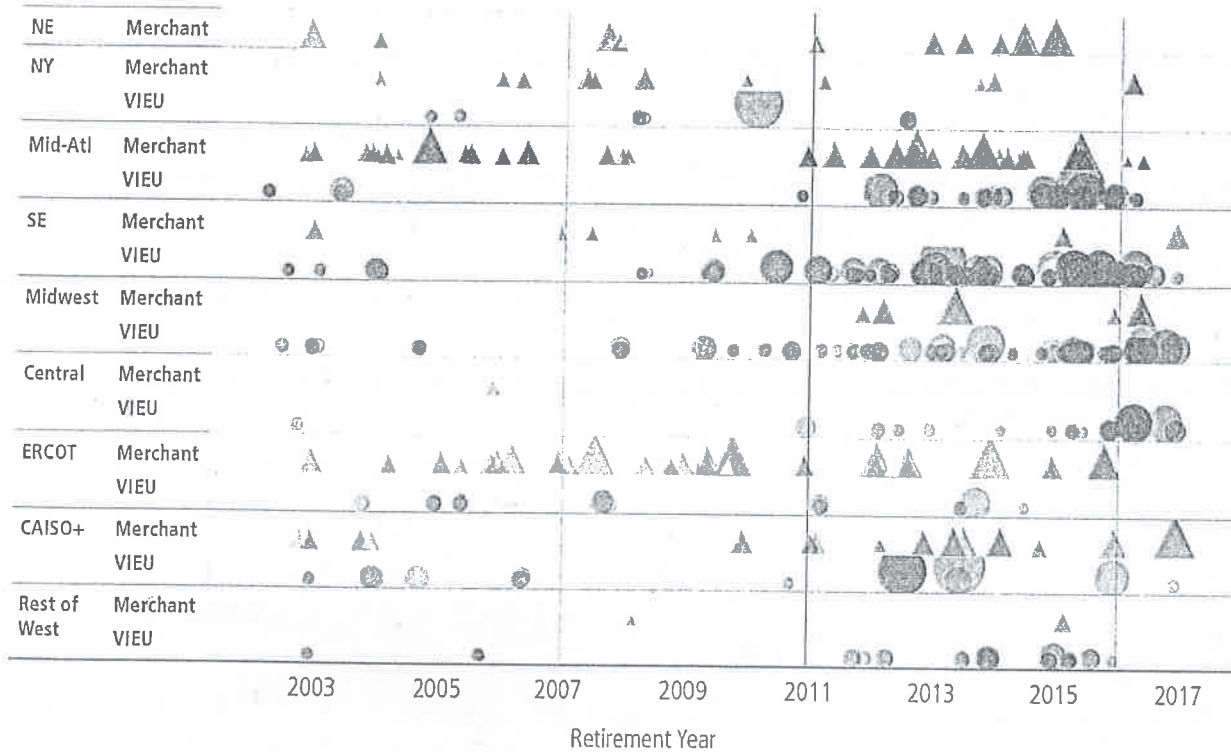 NE Merchant
NY Merchant
VIEU
Mid-Atl Merchant
VIEU
SE Merchant
VIEU
Midwest Merchant
VIEU
Central Merchant
VIEU
ERCOT Merchant
VIEU
CAISO+ Merchant
VIEU
Rest of West Merchant
VIEU
2003 2005 2007 2009 2011 2013 2015 2017
Retirement Year